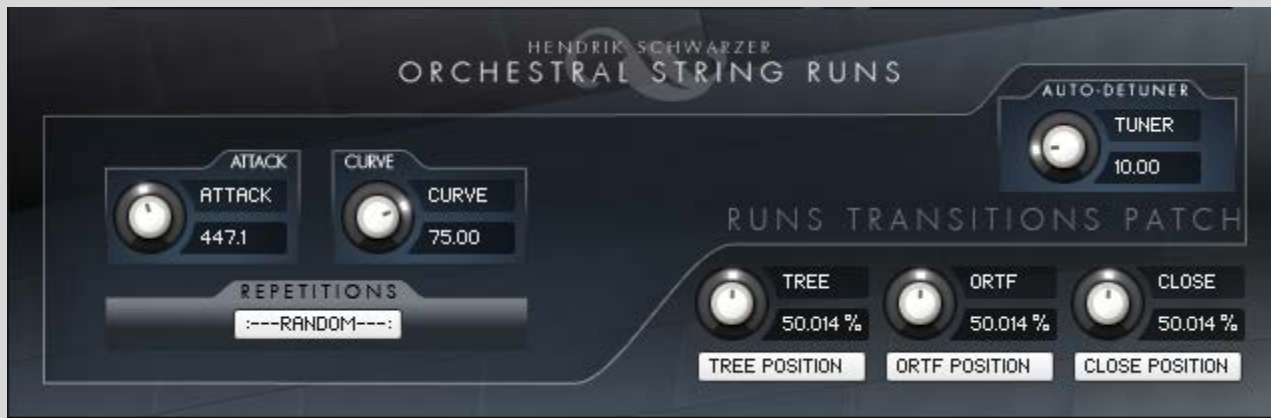 HENDRIK SCHWARZER
ORCHESTRAL STRING RUNS
AUTO-DETUNER
TUNER
10.00
ATTACK
ATTACK
447.1
CURVE
CURVE
75.00
RUNS TRANSITIONS PATCH
REPETITIONS
:---RANDOM---:
TREE
50.014 %
ORTF
50.014 %
CLOSE
50.014 %
TREE POSITION
ORTF POSITION
CLOSE POSITION